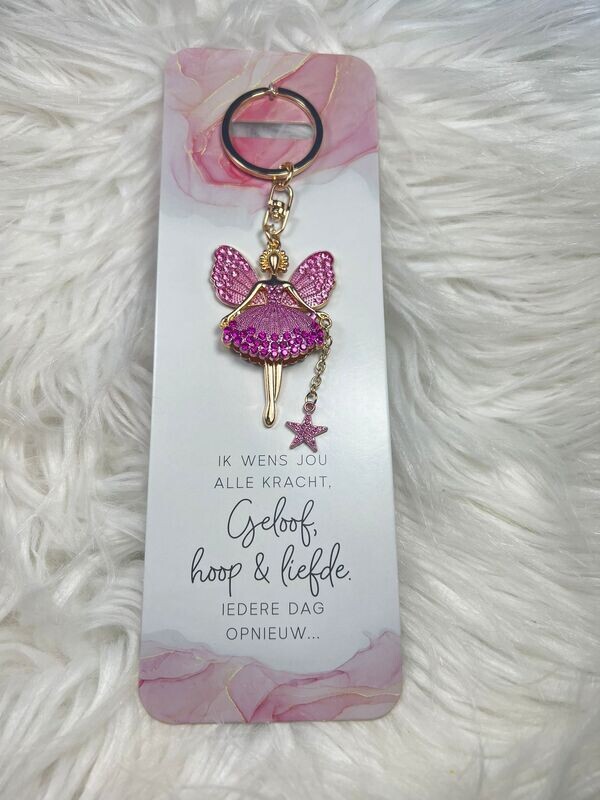 IK WENS JOU
ALLE KRACHT,
Geloof,
hoop & liefde.
IEDERE DAG
OPNIEUW...